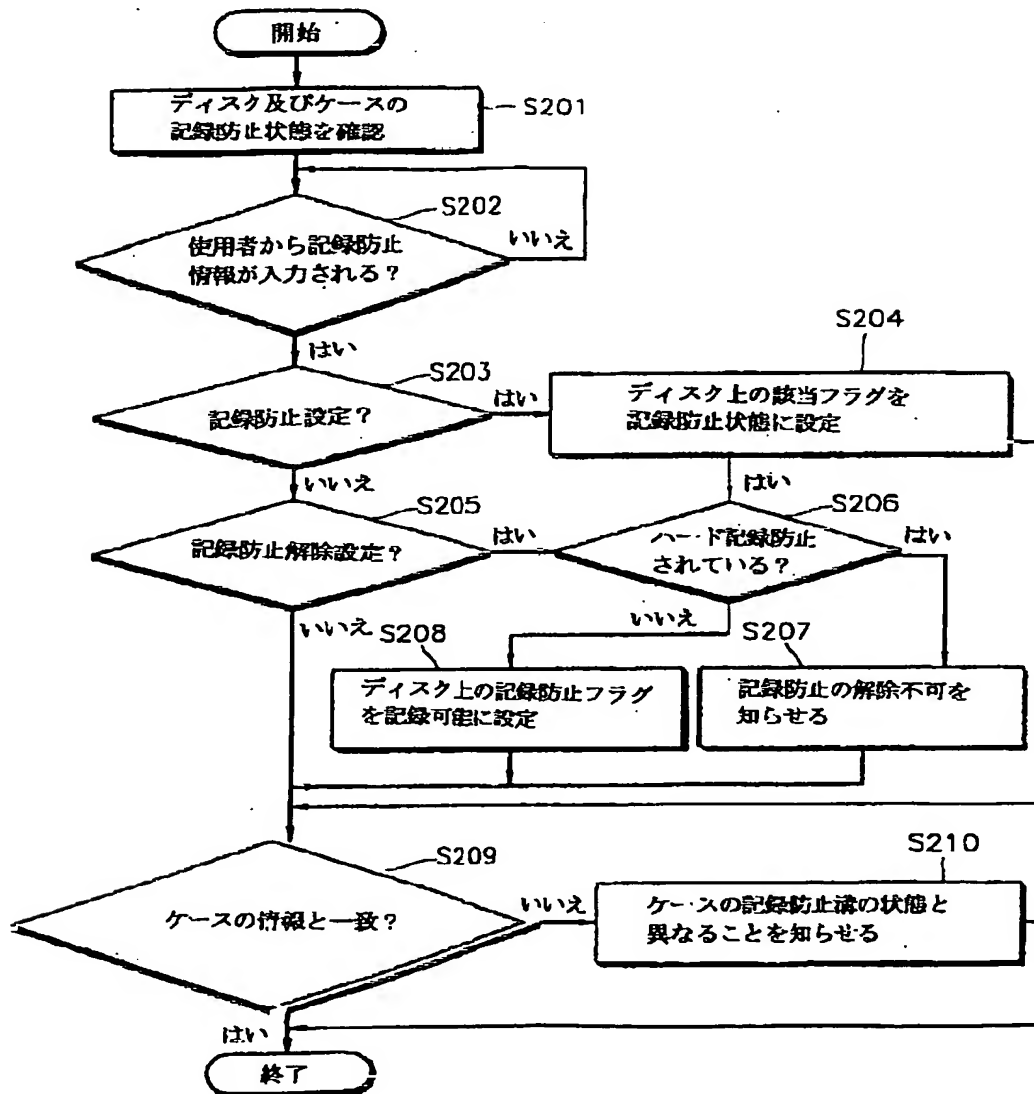 開始
ディスク及びケースの
記録防止状態を確認
S201
S202
使用者から記録防止
情報が入力される？
いいえ
はい
S203
記録防止設定？
はい
S204
ディスク上の該当フラグを
記録防止状態に設定
いいえ
はい
S205
記録防止解除設定？
はい
S206
ハード記録防止
されている？
はい
いいえ
いいえ
S208
ディスク上の記録防止フラグ
を記録可能に設定
S207
記録防止の解除不可を
知らせる
S209
ケースの情報と一致？
いいえ
S210
ケースの記録防止溝の状態と
異なることを知らせる
はい
終了